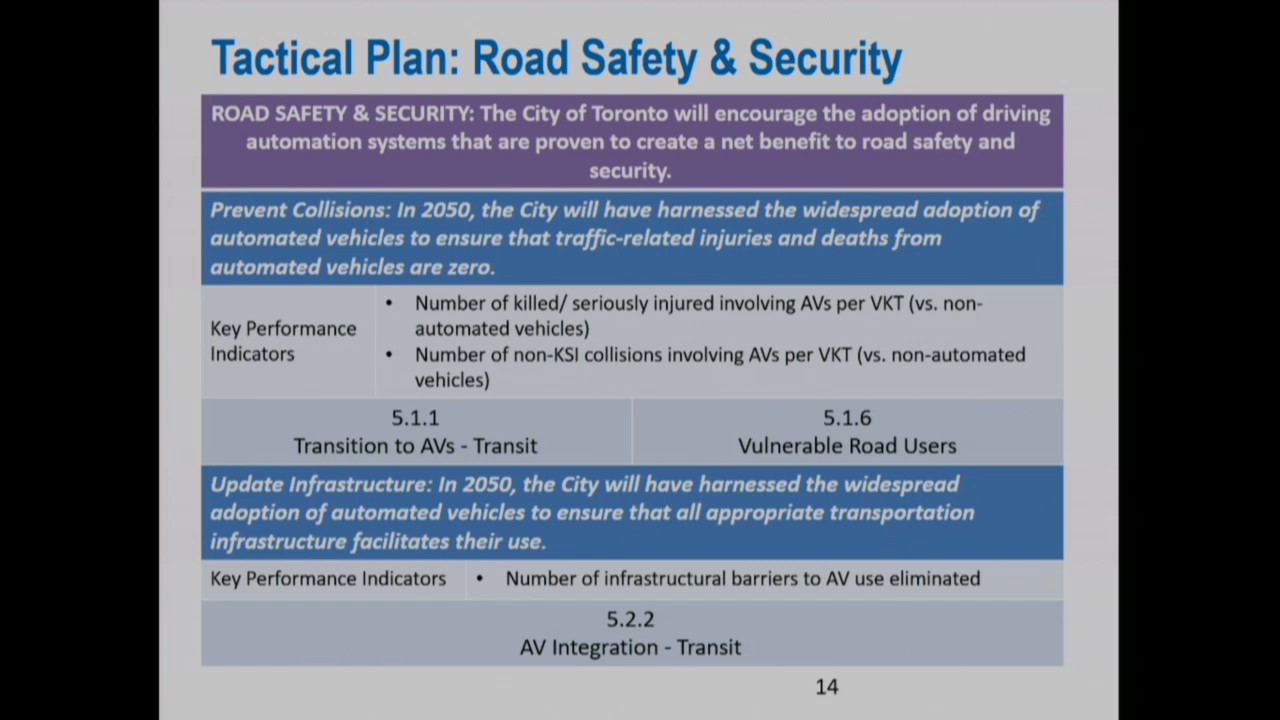 Tactical Plan: Road Safety & Security
ROAD SAFETY & SECURITY: The City of Toronto will encourage the adoption of driving
automation systems that are proven to create a net benefit to road safety and
security.
Prevent Collisions: In 2050, the City will have harnessed the widespread adoption of
automated vehicles to ensure that traffic-related injuries and deaths from
automated vehicles are zero.
Key Performance
Indicators
• Number of killed/ seriously injured involving AVs per VKT (vs. non-
automated vehicles)
• Number of non-KSI collisions involving AVs per VKT (vs. non-automated
vehicles)
5.1.1
Transition to AVs - Transit
5.1.6
Vulnerable Road Users
Update Infrastructure: In 2050, the City will have harnessed the widespread
adoption of automated vehicles to ensure that all appropriate transportation
infrastructure facilitates their use.
Key Performance Indicators
• Number of infrastructural barriers to AV use eliminated
5.2.2
AV Integration - Transit
14